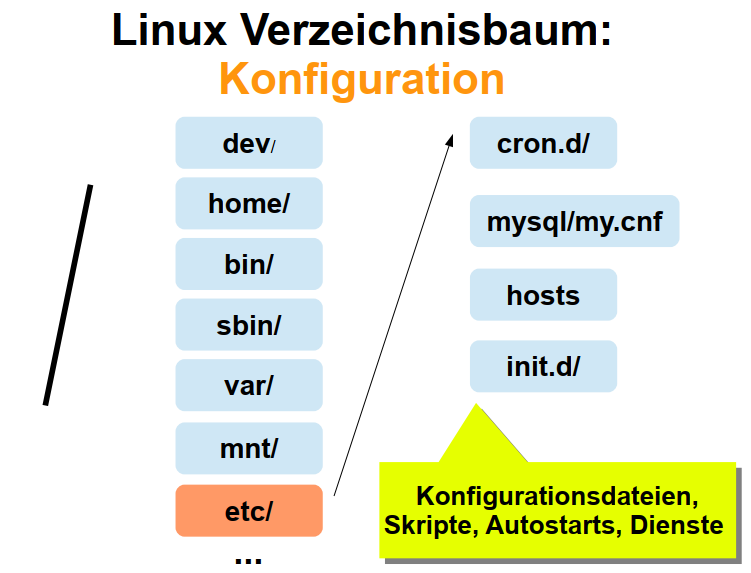 Linux Verzeichnisbaum:
Konfiguration
/
dev/
home/
bin/
sbin/
var/
mnt/
etc/
...
cron.d/
mysql/my.cnf
hosts
init.d/
Konfigurationsdateien,
Skripte, Autostarts, Dienste